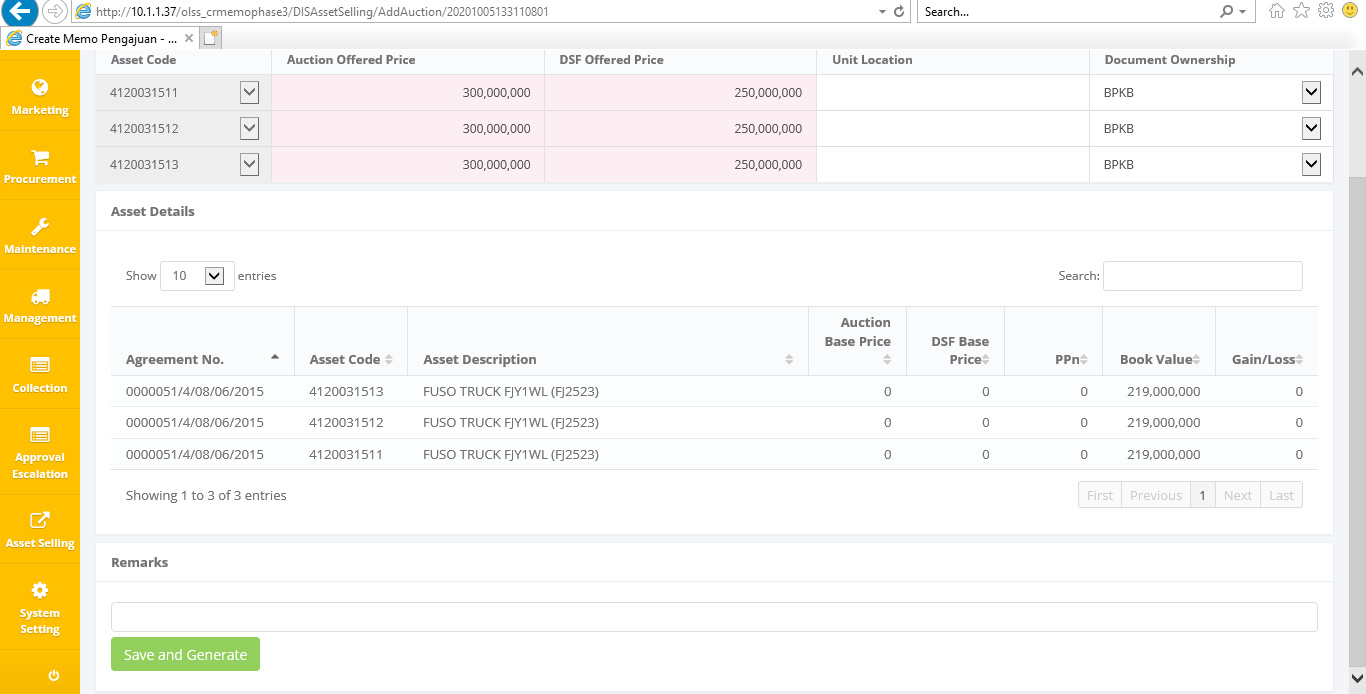 http://10.1.1.37/olss_crmemophase3/DISAssetSelling/AddAuction/20201005133110801
Search...
Create Memo Pengajuan - ...
Asset Code Auction Offered Price DSF Offered Price Unit Location Document Ownership
4120031511 300,000,000 250,000,000 BPKB
4120031512 300,000,000 250,000,000 BPKB
4120031513 300,000,000 250,000,000 BPKB
Marketing
Procurement
Maintenance
Management
Collection
Approval
Escalation
Asset Selling
System
Setting
Asset Details
Show 10 entries Search:
Agreement No. Asset Code Asset Description Auction Base Price DSF Base Price PPn Book Value Gain/Loss
0000051/4/08/06/2015 4120031513 FUSO TRUCK FJY1WL (FJ2523) 0 0 0 219,000,000 0
0000051/4/08/06/2015 4120031512 FUSO TRUCK FJY1WL (FJ2523) 0 0 0 219,000,000 0
0000051/4/08/06/2015 4120031511 FUSO TRUCK FJY1WL (FJ2523) 0 0 0 219,000,000 0
Showing 1 to 3 of 3 entries First Previous 1 Next Last
Remarks
Save and Generate